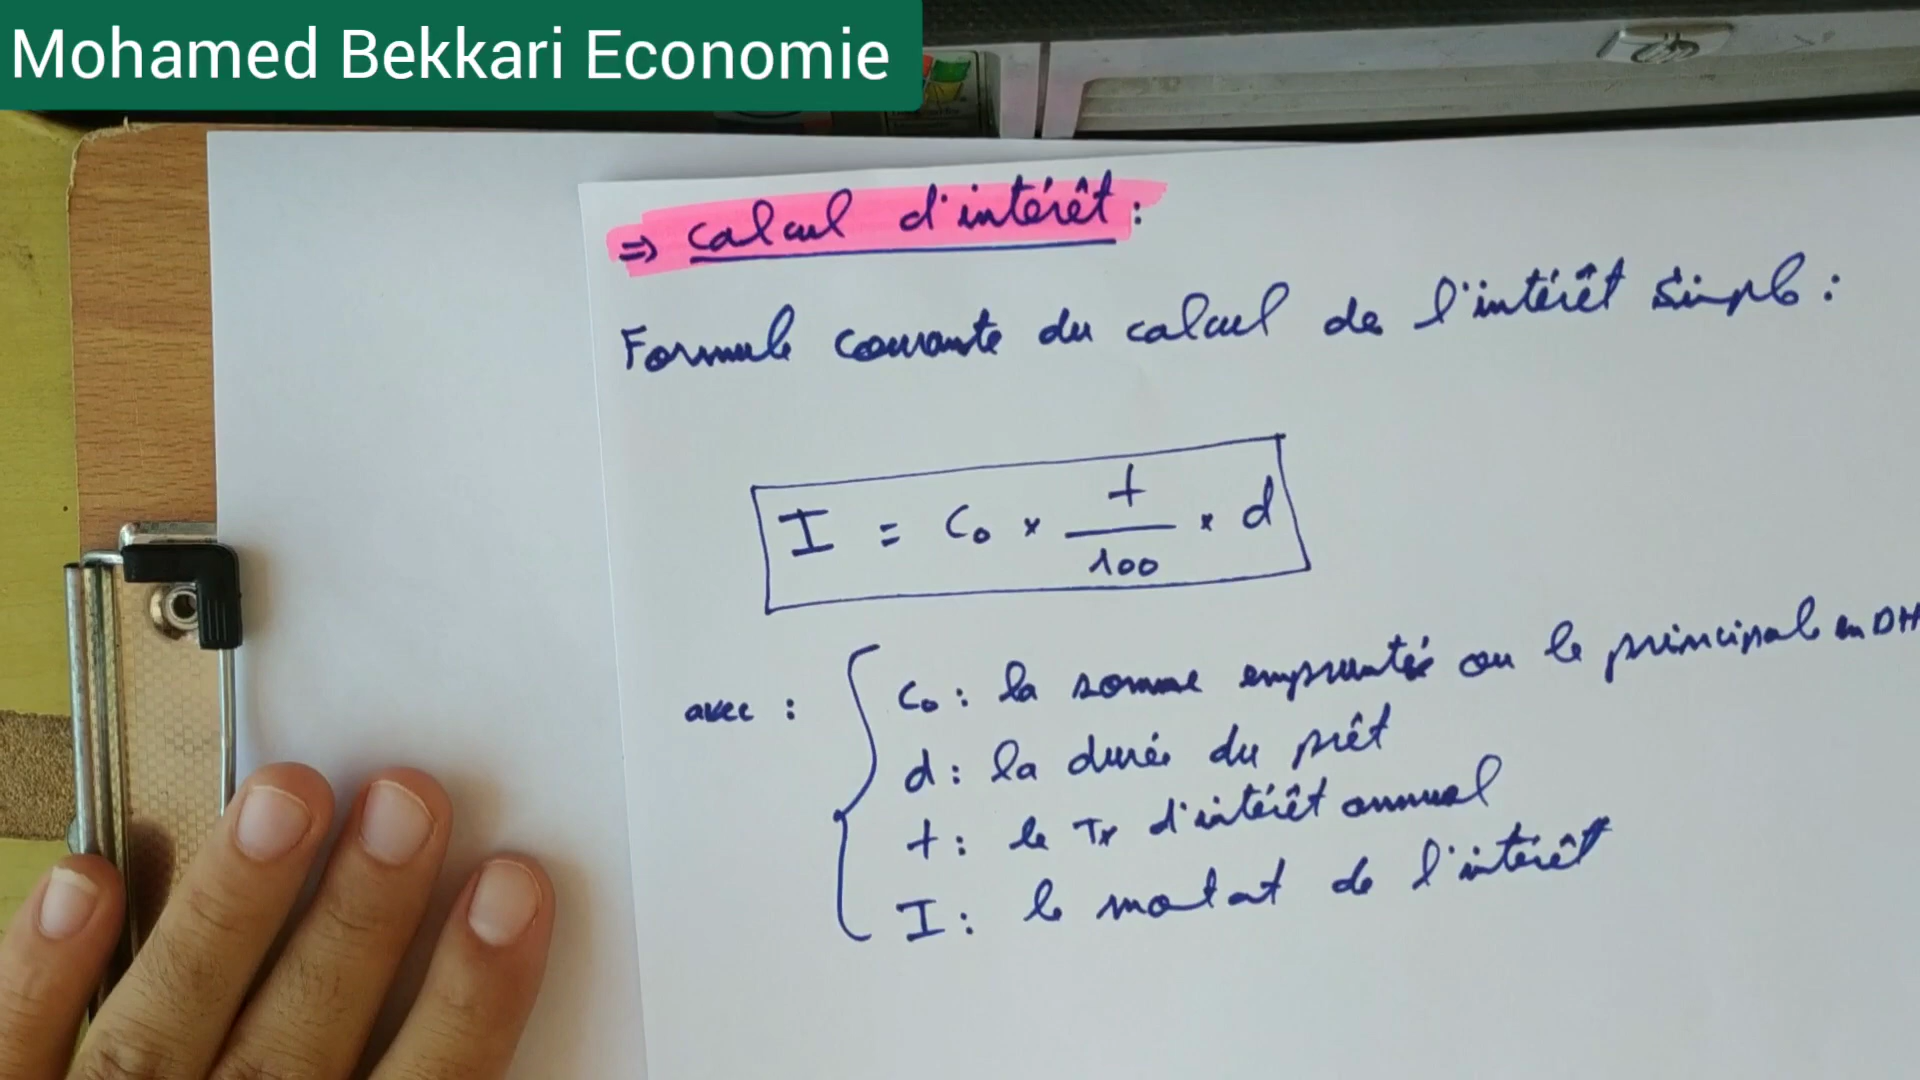 Mohamed Bekkari Economie
⇒ calcul d'intérêt :
Formule courante du calcul de l'intérêt simple :
I = C₀ × t/100 × d
avec :
C₀ : la somme empruntée ou le principal en DH
d : la durée du prêt
t : le Tx d'intérêt annuel
I : le montat de l'intérêt